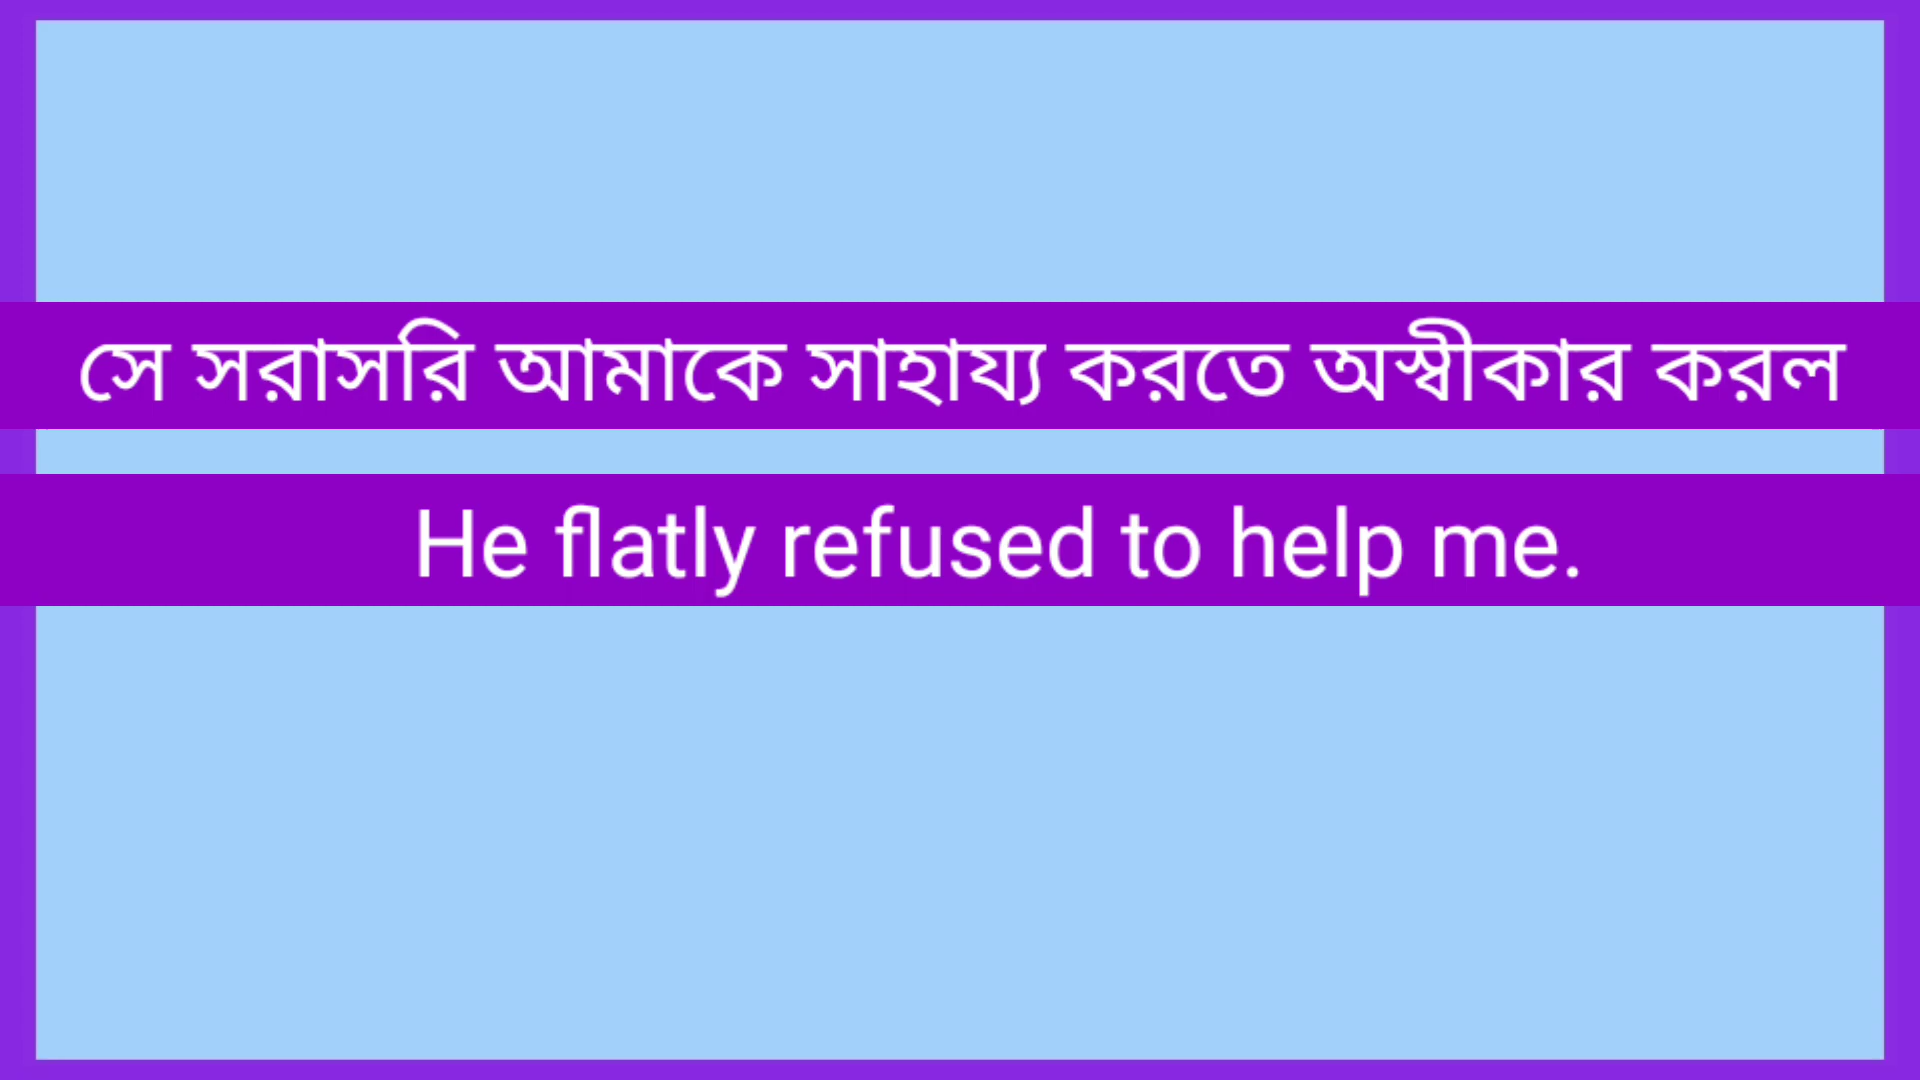 সে সরাসরি আমাকে সাহায্য করতে অস্বীকার করল
He flatly refused to help me.